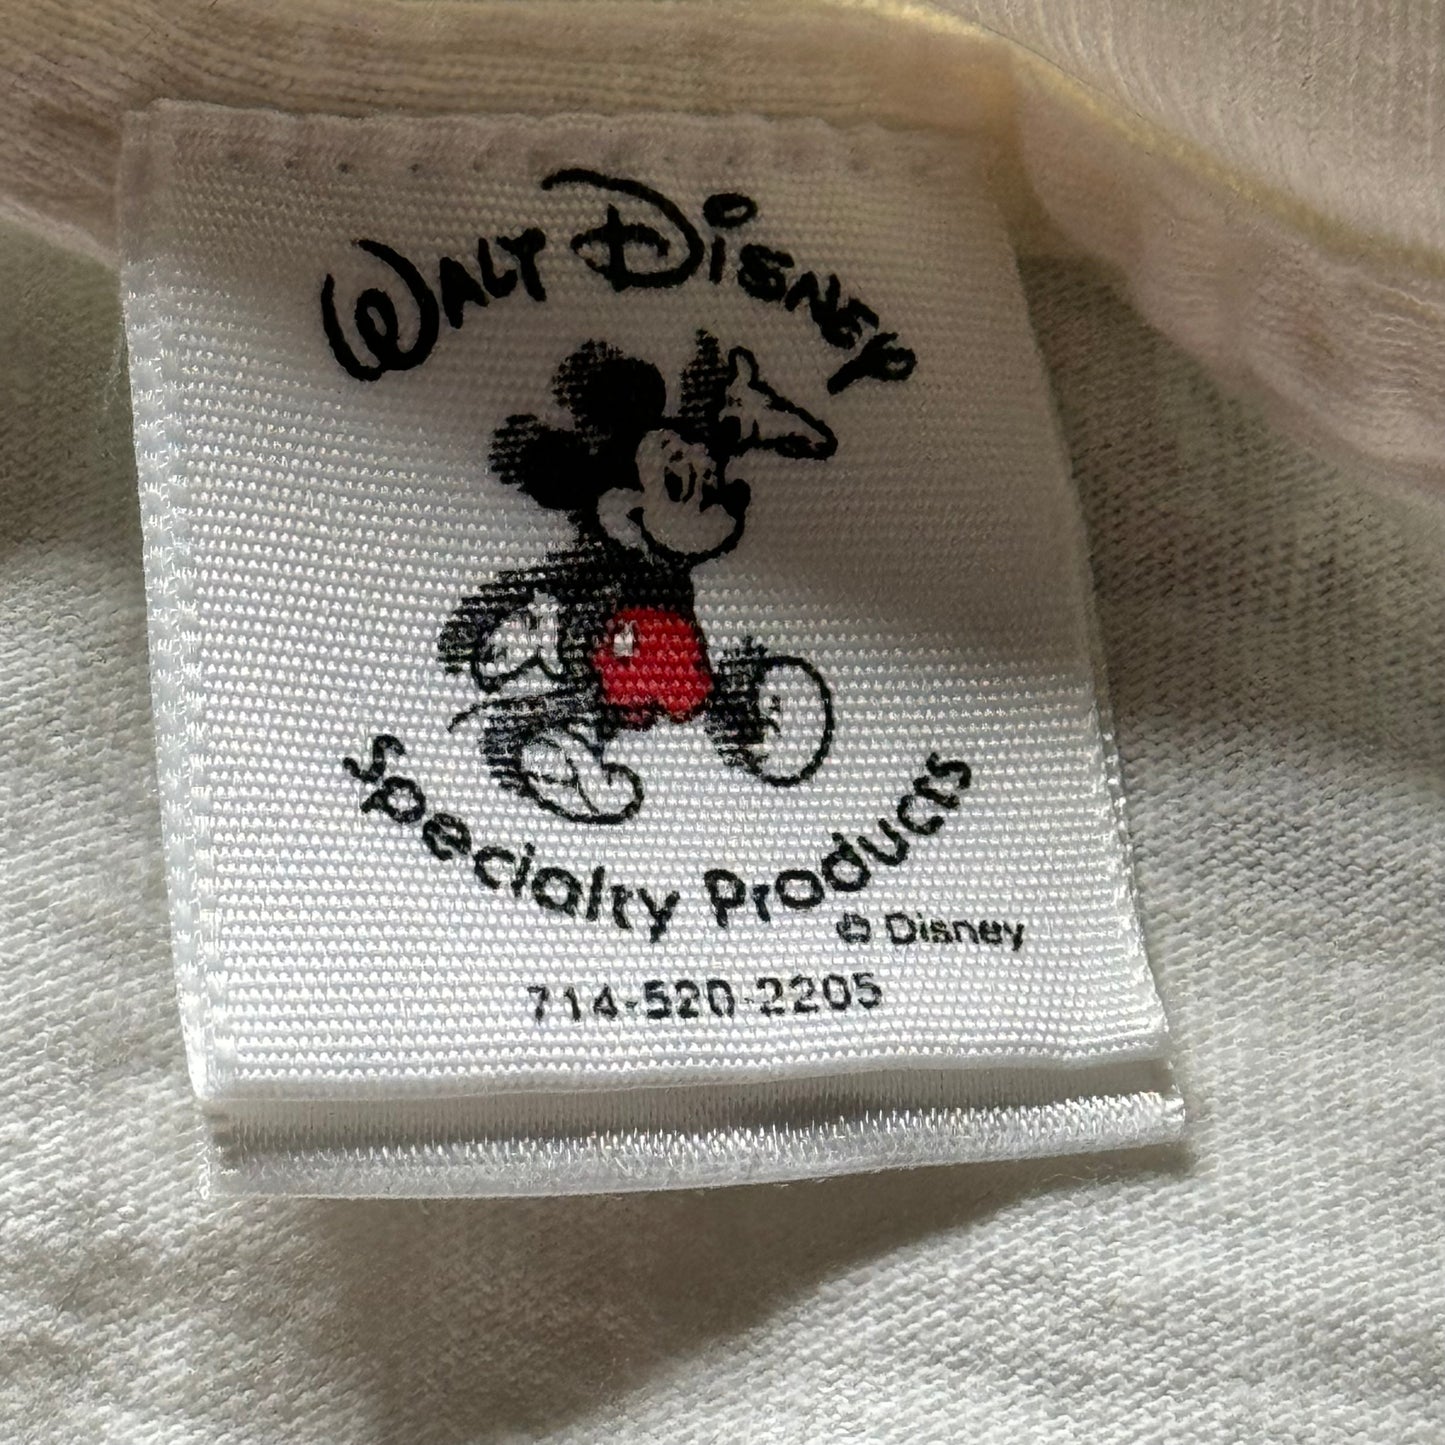 WALT DISNEY
Specialty Products
© Disney
714-520-2205